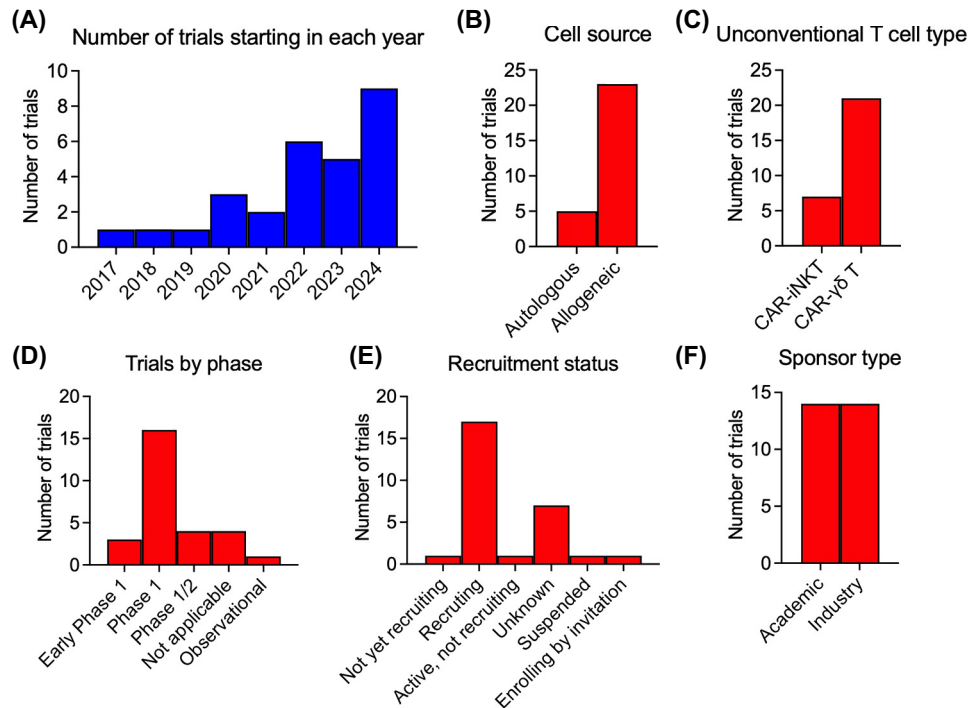 (A)
Number of trials starting in each year
Number of trials
10
8
6
4
2
0
2017
2018
2019
2020
2021
2022
2023
2024
(B)
Cell source
Number of trials
25
20
15
10
5
0
Autologous
Allogeneic
(C)
Unconventional T cell type
Number of trials
25
20
15
10
5
0
CAR-iNKT
CAR-γδ T
(D)
Trials by phase
Number of trials
20
15
10
5
0
Early Phase 1
Phase 1
Phase 1/2
Not applicable
Observational
(E)
Recruitment status
Number of trials
20
15
10
5
0
Not yet recruiting
Recruting
Active, not recruiting
Unknown
Suspended
Enrolling by invitation
(F)
Sponsor type
Number of trials
15
10
5
0
Academic
Industry